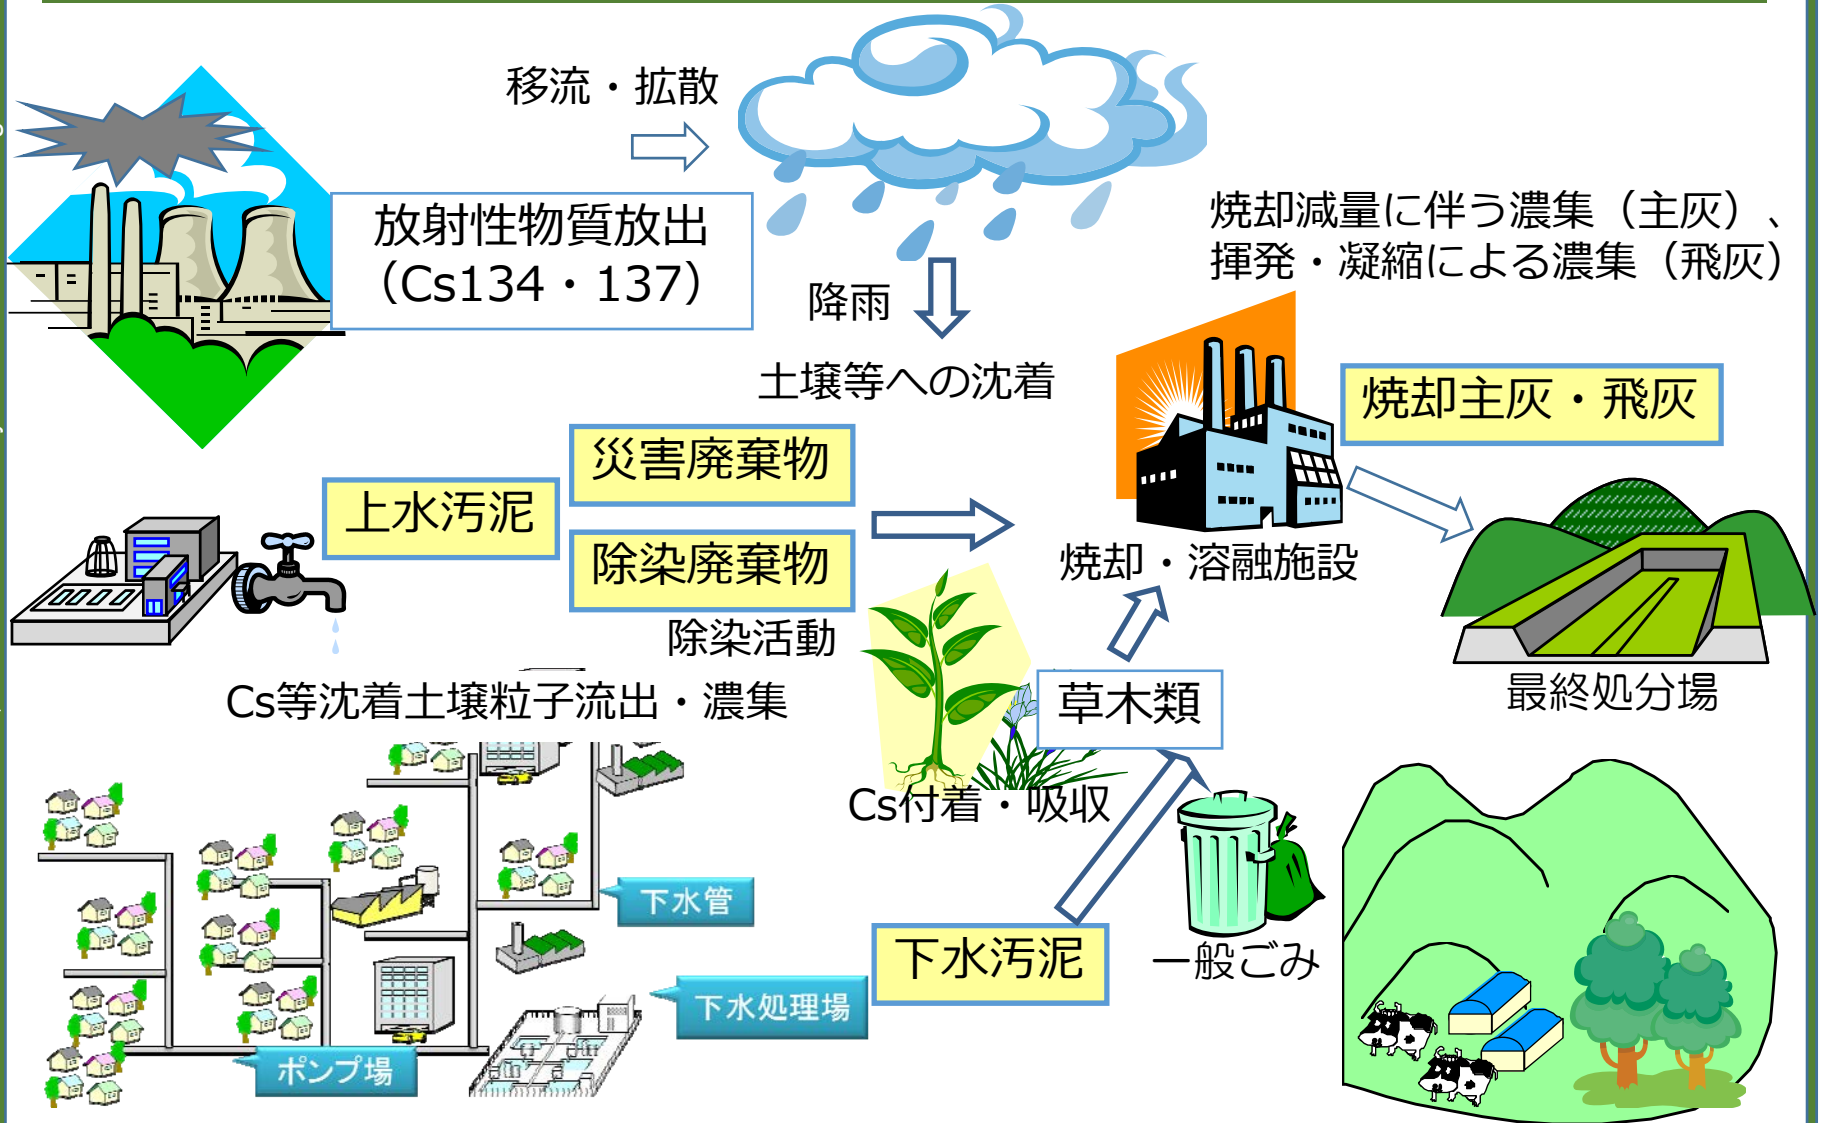 移流・拡散
放射性物質放出
（Cs134・137）
降雨
土壌等への沈着
焼却減量に伴う濃集（主灰）、
揮発・凝縮による濃集（飛灰）
焼却主灰・飛灰
災害廃棄物
上水汚泥
除染廃棄物
除染活動
焼却・溶融施設
最終処分場
Cs等沈着土壌粒子流出・濃集
草木類
Cs付着・吸収
下水管
下水汚泥
一般ごみ
下水処理場
ポンプ場